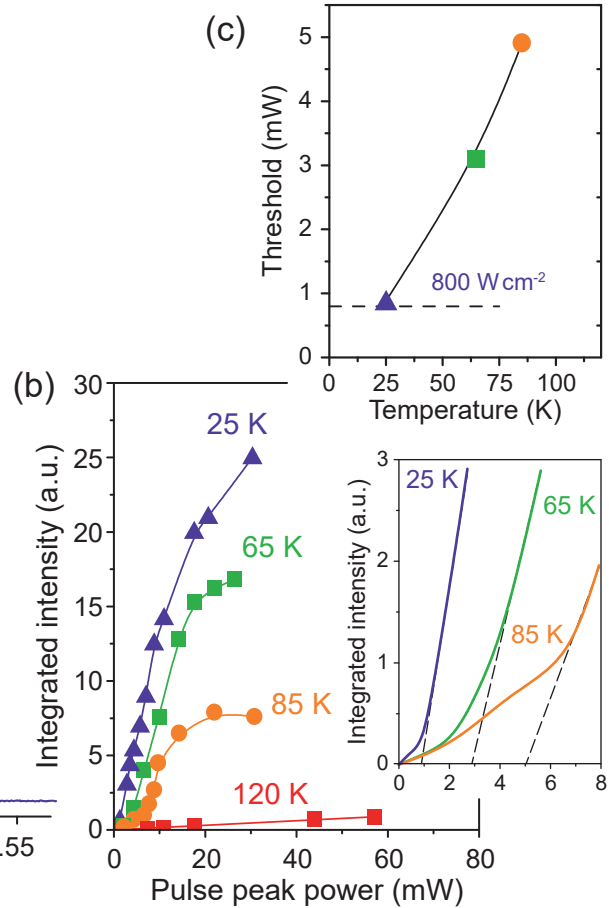 (c)
5
4
3
2
1
0
Threshold (mW)
800 W cm-2
0 25 50 75 100
Temperature (K)
(b)
30
25
20
15
10
5
0
Integrated intensity (a.u.)
25 K
65 K
85 K
120 K
0 20 40 60 80
Pulse peak power (mW)
3
2
1
0
Integrated intensity (a.u.)
25 K
65 K
85 K
0 2 4 6 8
.55